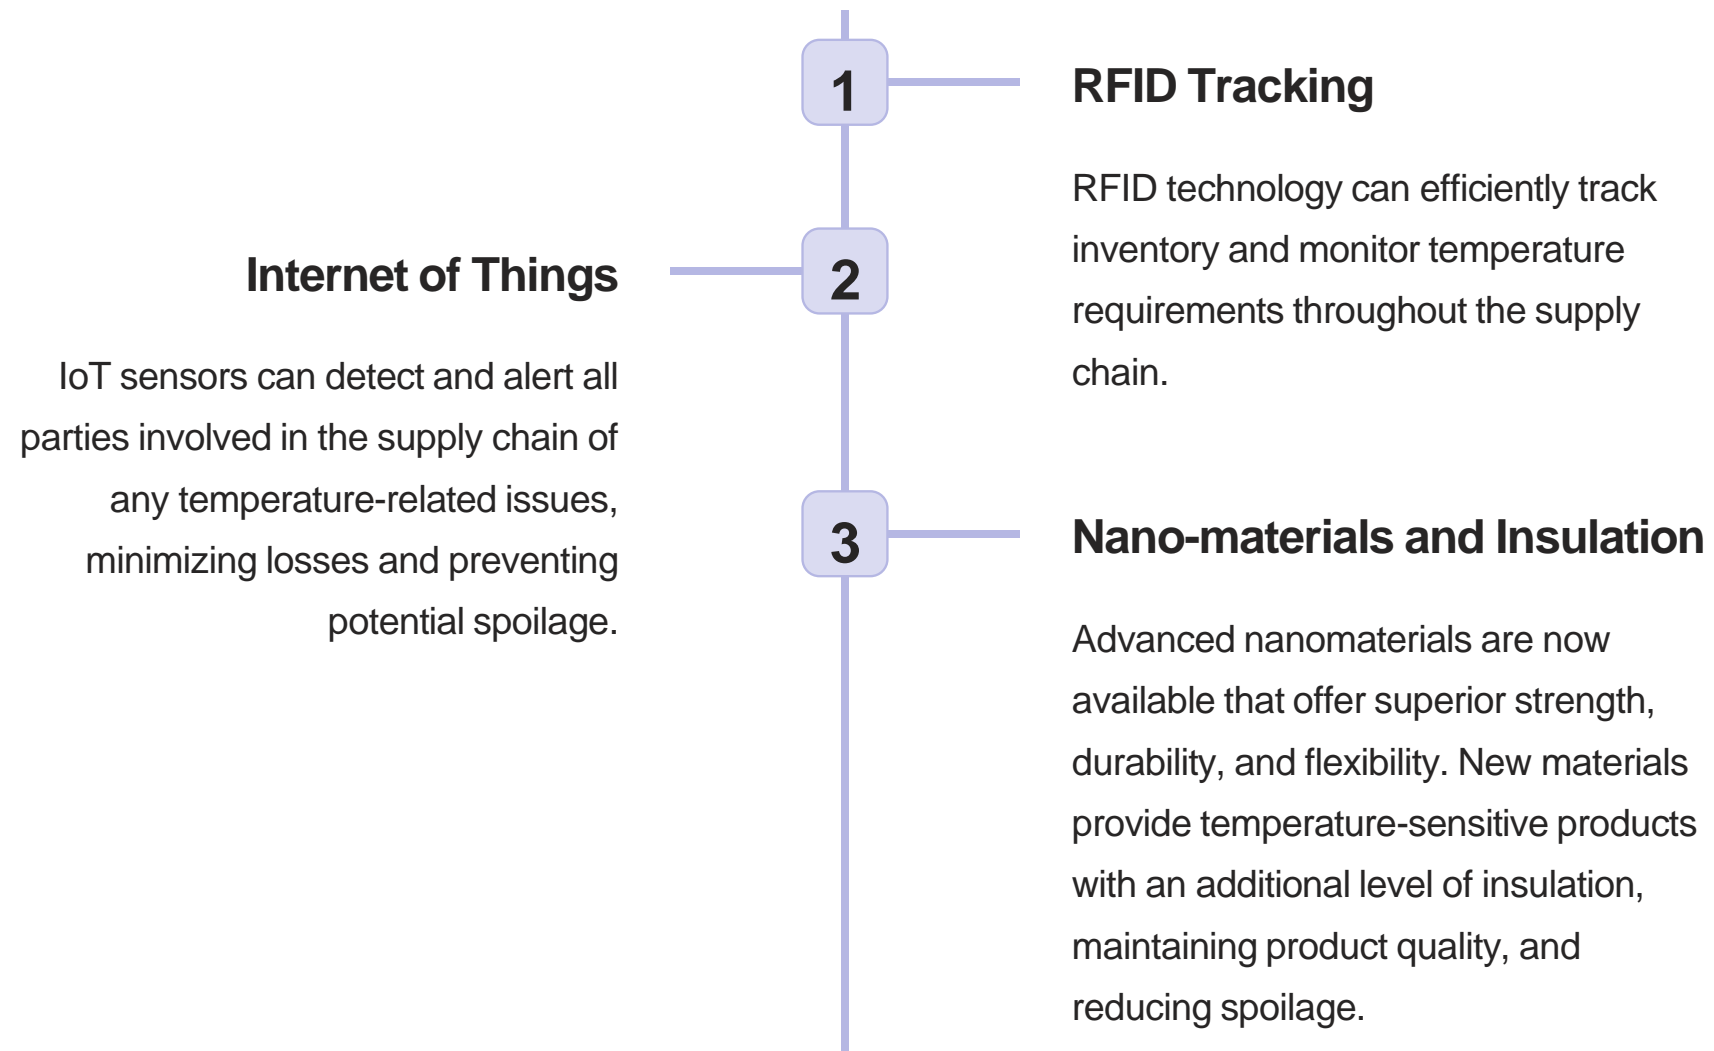 1
RFID Tracking
RFID technology can efficiently track
inventory and monitor temperature
requirements throughout the supply
chain.
2
Internet of Things
IoT sensors can detect and alert all
parties involved in the supply chain of
any temperature-related issues,
minimizing losses and preventing
potential spoilage.
3
Nano-materials and Insulation
Advanced nanomaterials are now
available that offer superior strength,
durability, and flexibility. New materials
provide temperature-sensitive products
with an additional level of insulation,
maintaining product quality, and
reducing spoilage.